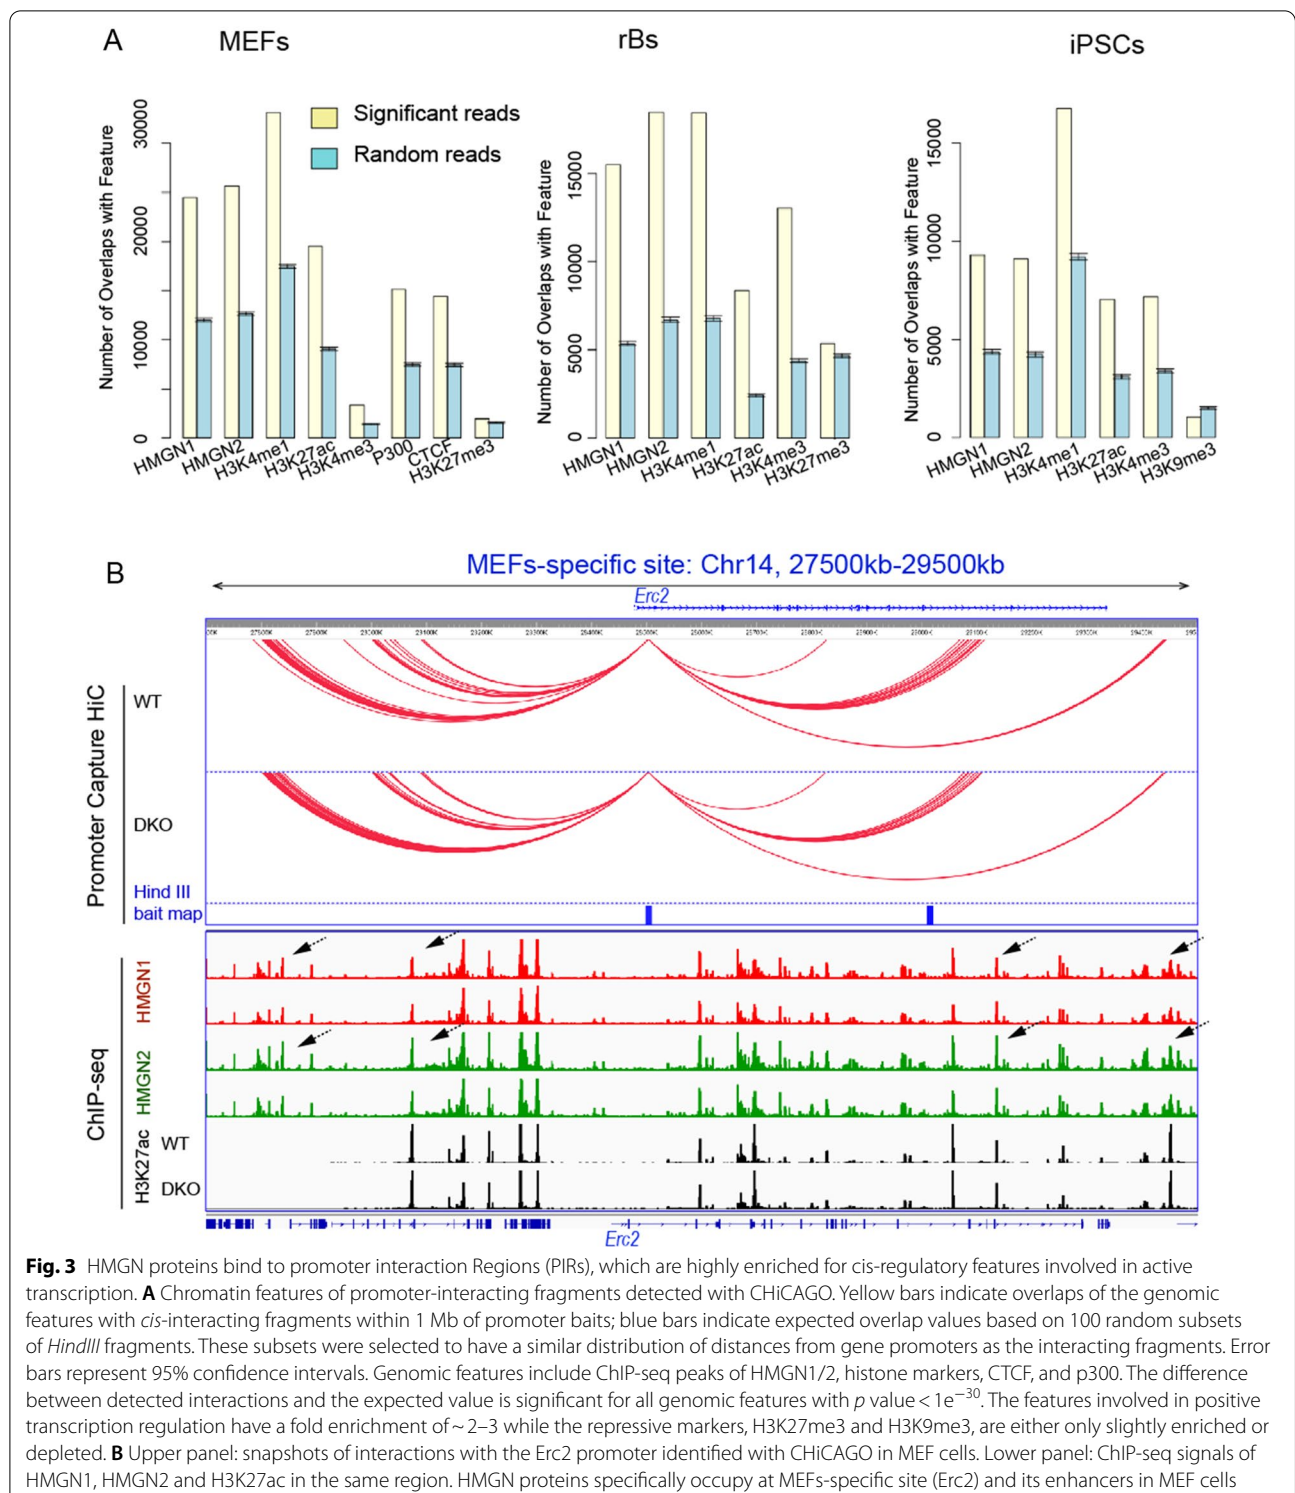 A
MEFs
rBs
iPSCs
Significant reads
Random reads
Number of Overlaps with Feature
0
10000
20000
30000
HMGN1
HMGN2
H3K4me1
H3K27ac
H3K4me3
P300
CTCF
H3K27me3
Number of Overlaps with Feature
0
5000
10000
15000
HMGN1
HMGN2
H3K4me1
H3K27ac
H3K4me3
H3K27me3
Number of Overlaps with Feature
0
5000
10000
15000
HMGN1
HMGN2
H3K4me1
H3K27ac
H3K4me3
H3K9me3
B
MEFs-specific site: Chr14, 27500kb-29500kb
Erc2
Promoter Capture HiC
WT
DKO
Hind III
bait map
ChIP-seq
HMGN1
HMGN2
H3K27ac
WT
DKO
Erc2
Fig. 3 HMGN proteins bind to promoter interaction Regions (PIRs), which are highly enriched for cis-regulatory features involved in active
transcription. A Chromatin features of promoter-interacting fragments detected with CHiCAGO. Yellow bars indicate overlaps of the genomic
features with cis-interacting fragments within 1 Mb of promoter baits; blue bars indicate expected overlap values based on 100 random subsets
of HindIII fragments. These subsets were selected to have a similar distribution of distances from gene promoters as the interacting fragments. Error
bars represent 95% confidence intervals. Genomic features include ChIP-seq peaks of HMGN1/2, histone markers, CTCF, and p300. The difference
between detected interactions and the expected value is significant for all genomic features with p value < 1e⁻³⁰. The features involved in positive
transcription regulation have a fold enrichment of ~ 2–3 while the repressive markers, H3K27me3 and H3K9me3, are either only slightly enriched or
depleted. B Upper panel: snapshots of interactions with the Erc2 promoter identified with CHiCAGO in MEF cells. Lower panel: ChIP-seq signals of
HMGN1, HMGN2 and H3K27ac in the same region. HMGN proteins specifically occupy at MEFs-specific site (Erc2) and its enhancers in MEF cells